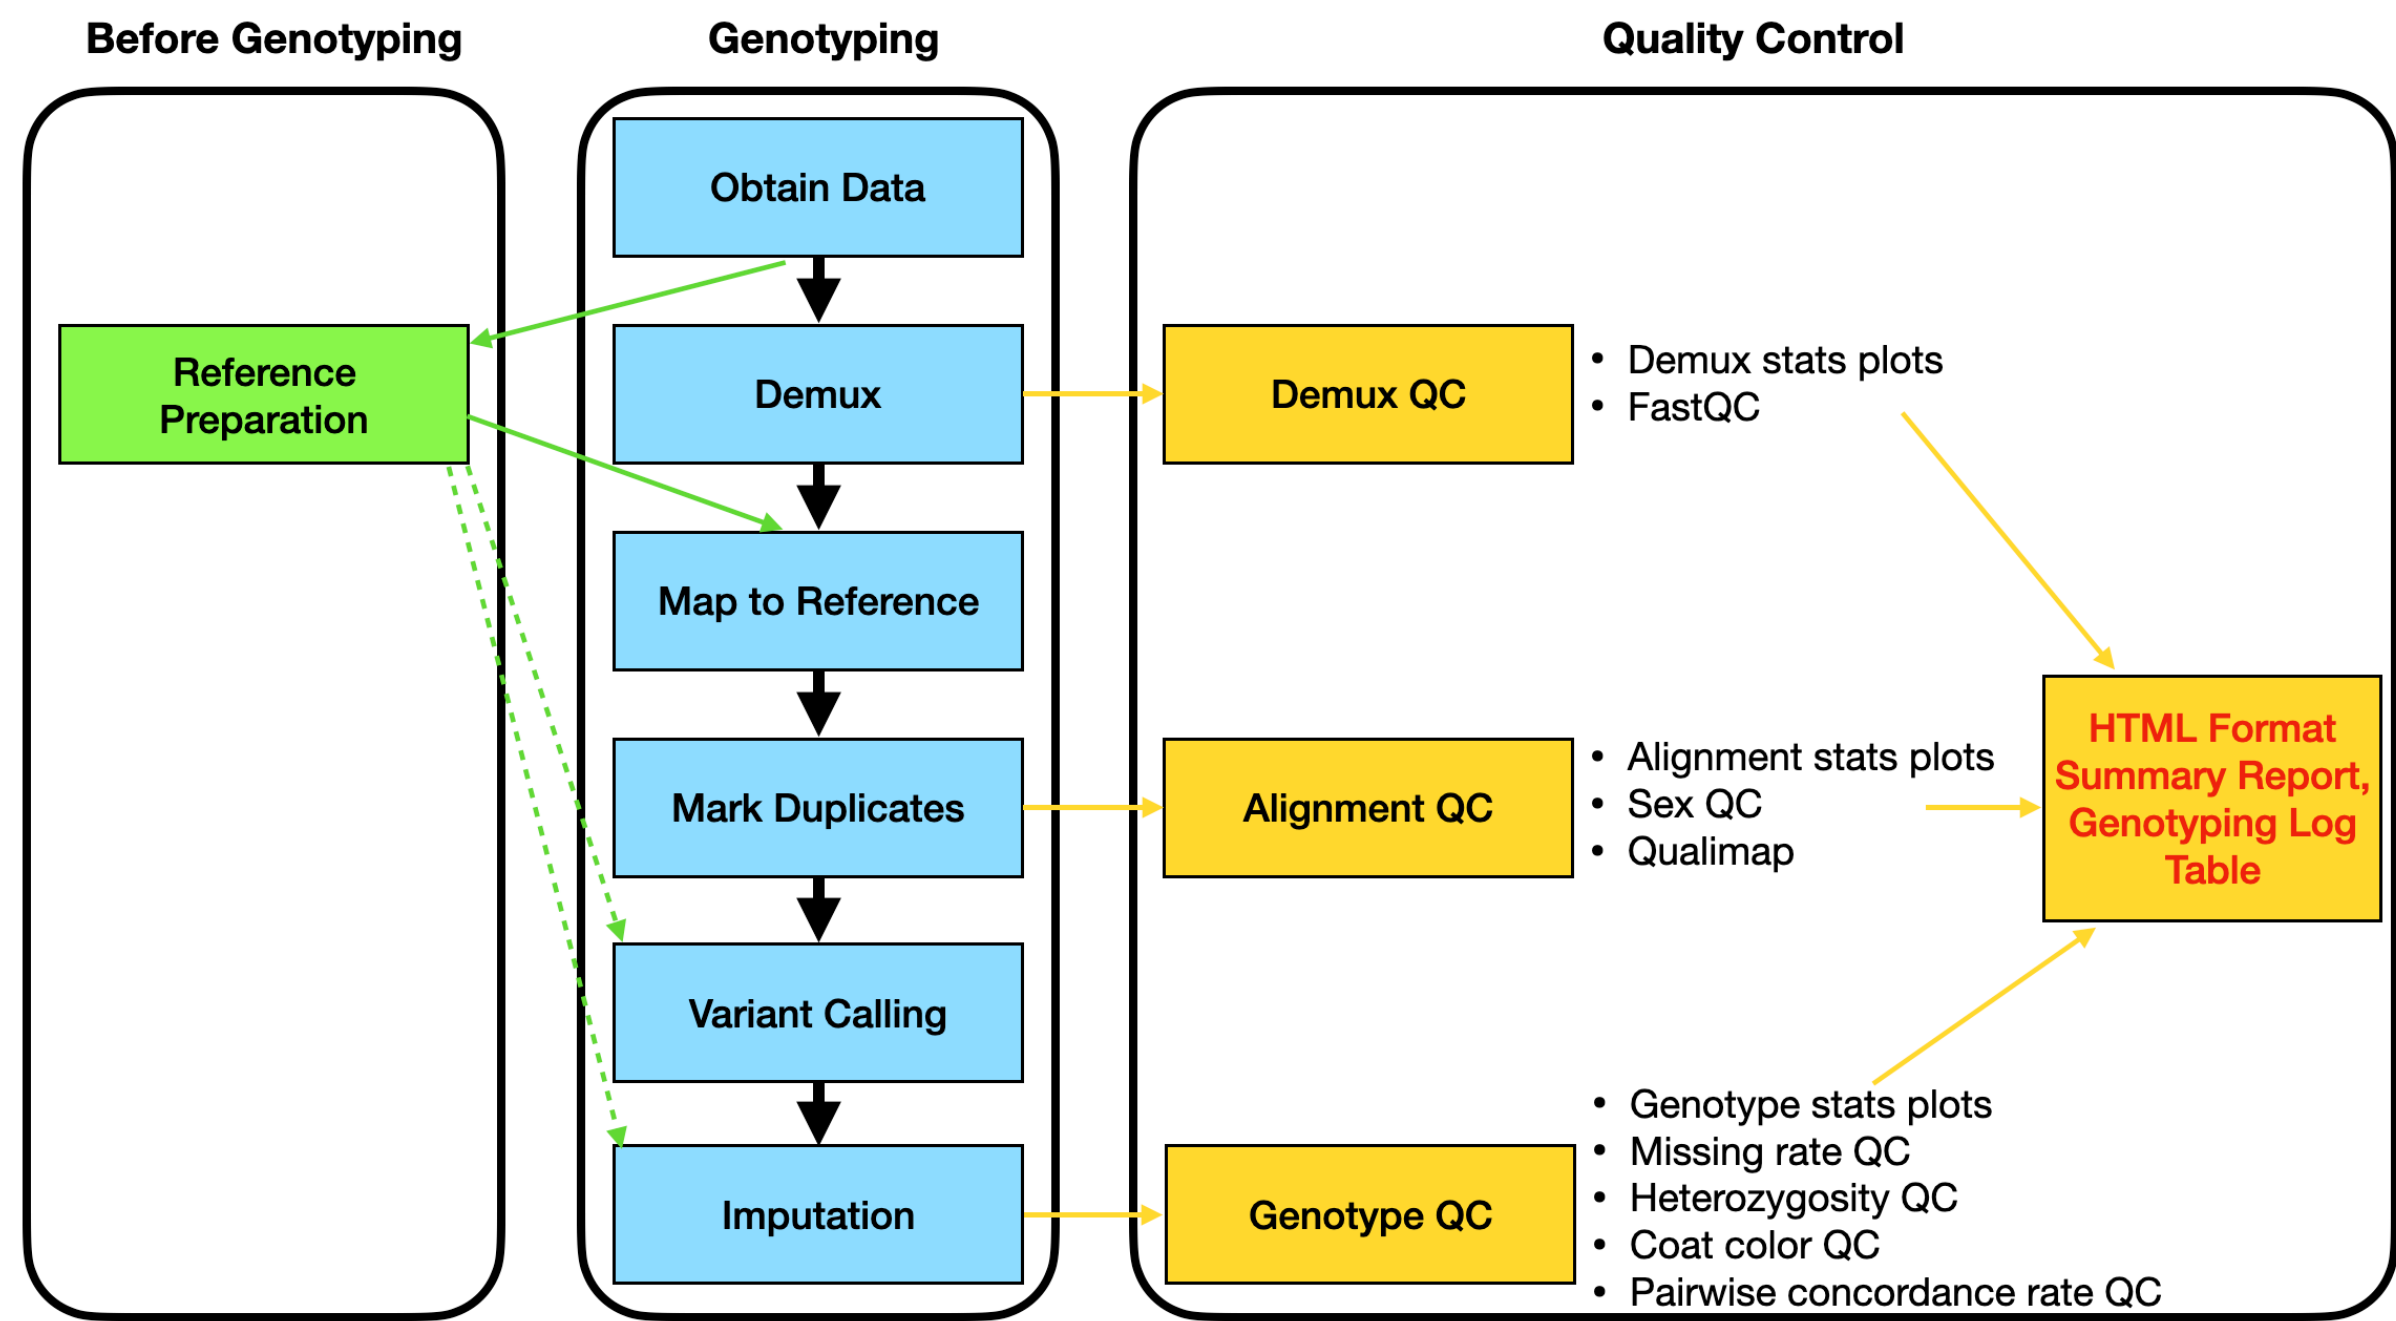 Before Genotyping
Genotyping
Quality Control
Obtain Data
Reference
Preparation
Demux
Map to Reference
Mark Duplicates
Variant Calling
Imputation
Demux QC
• Demux stats plots
• FastQC
Alignment QC
• Alignment stats plots
• Sex QC
• Qualimap
Genotype QC
• Genotype stats plots
• Missing rate QC
• Heterozygosity QC
• Coat color QC
• Pairwise concordance rate QC
HTML Format
Summary Report,
Genotyping Log
Table